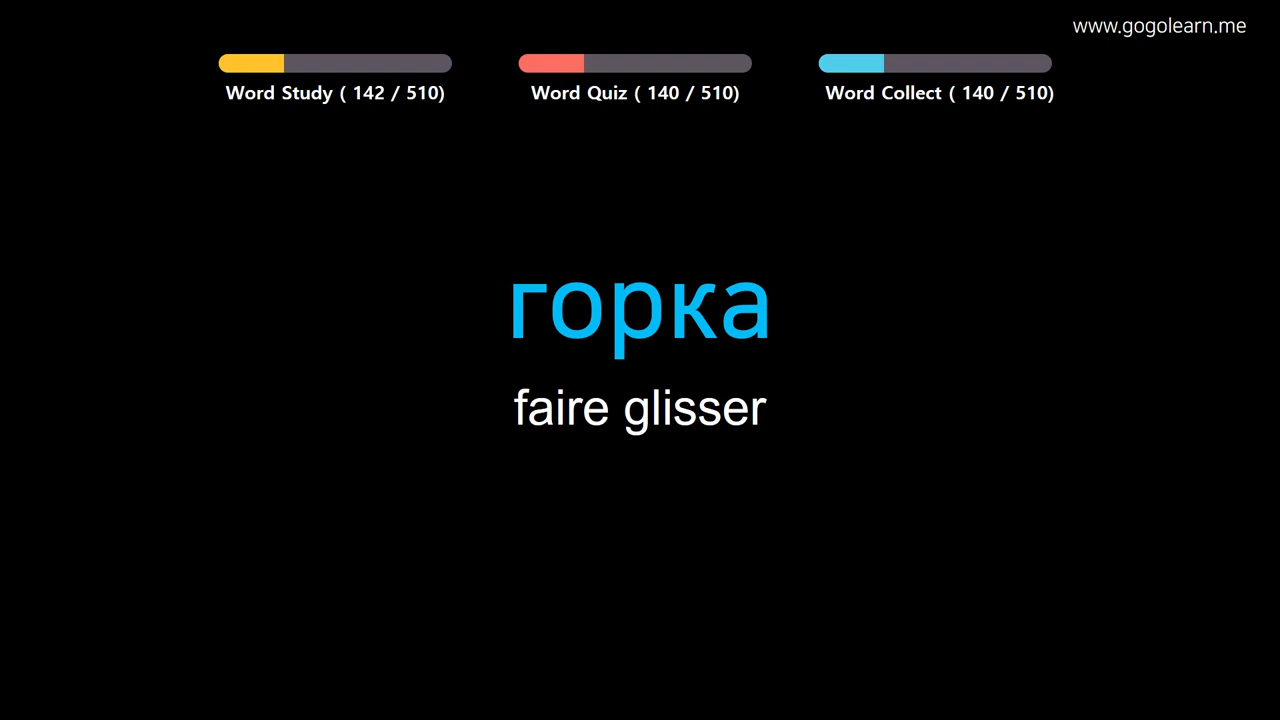 www.gogolearn.me
Word Study ( 142 / 510)
Word Quiz ( 140 / 510)
Word Collect ( 140 / 510)
горка
faire glisser